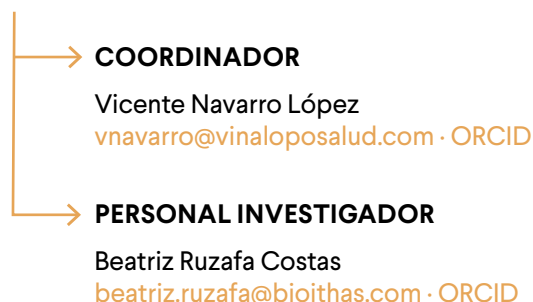 COORDINADOR
Vicente Navarro López
vnavarro@vinaloposalud.com · ORCID
PERSONAL INVESTIGADOR
Beatriz Ruzafa Costas
beatriz.ruzafa@bioithas.com · ORCID